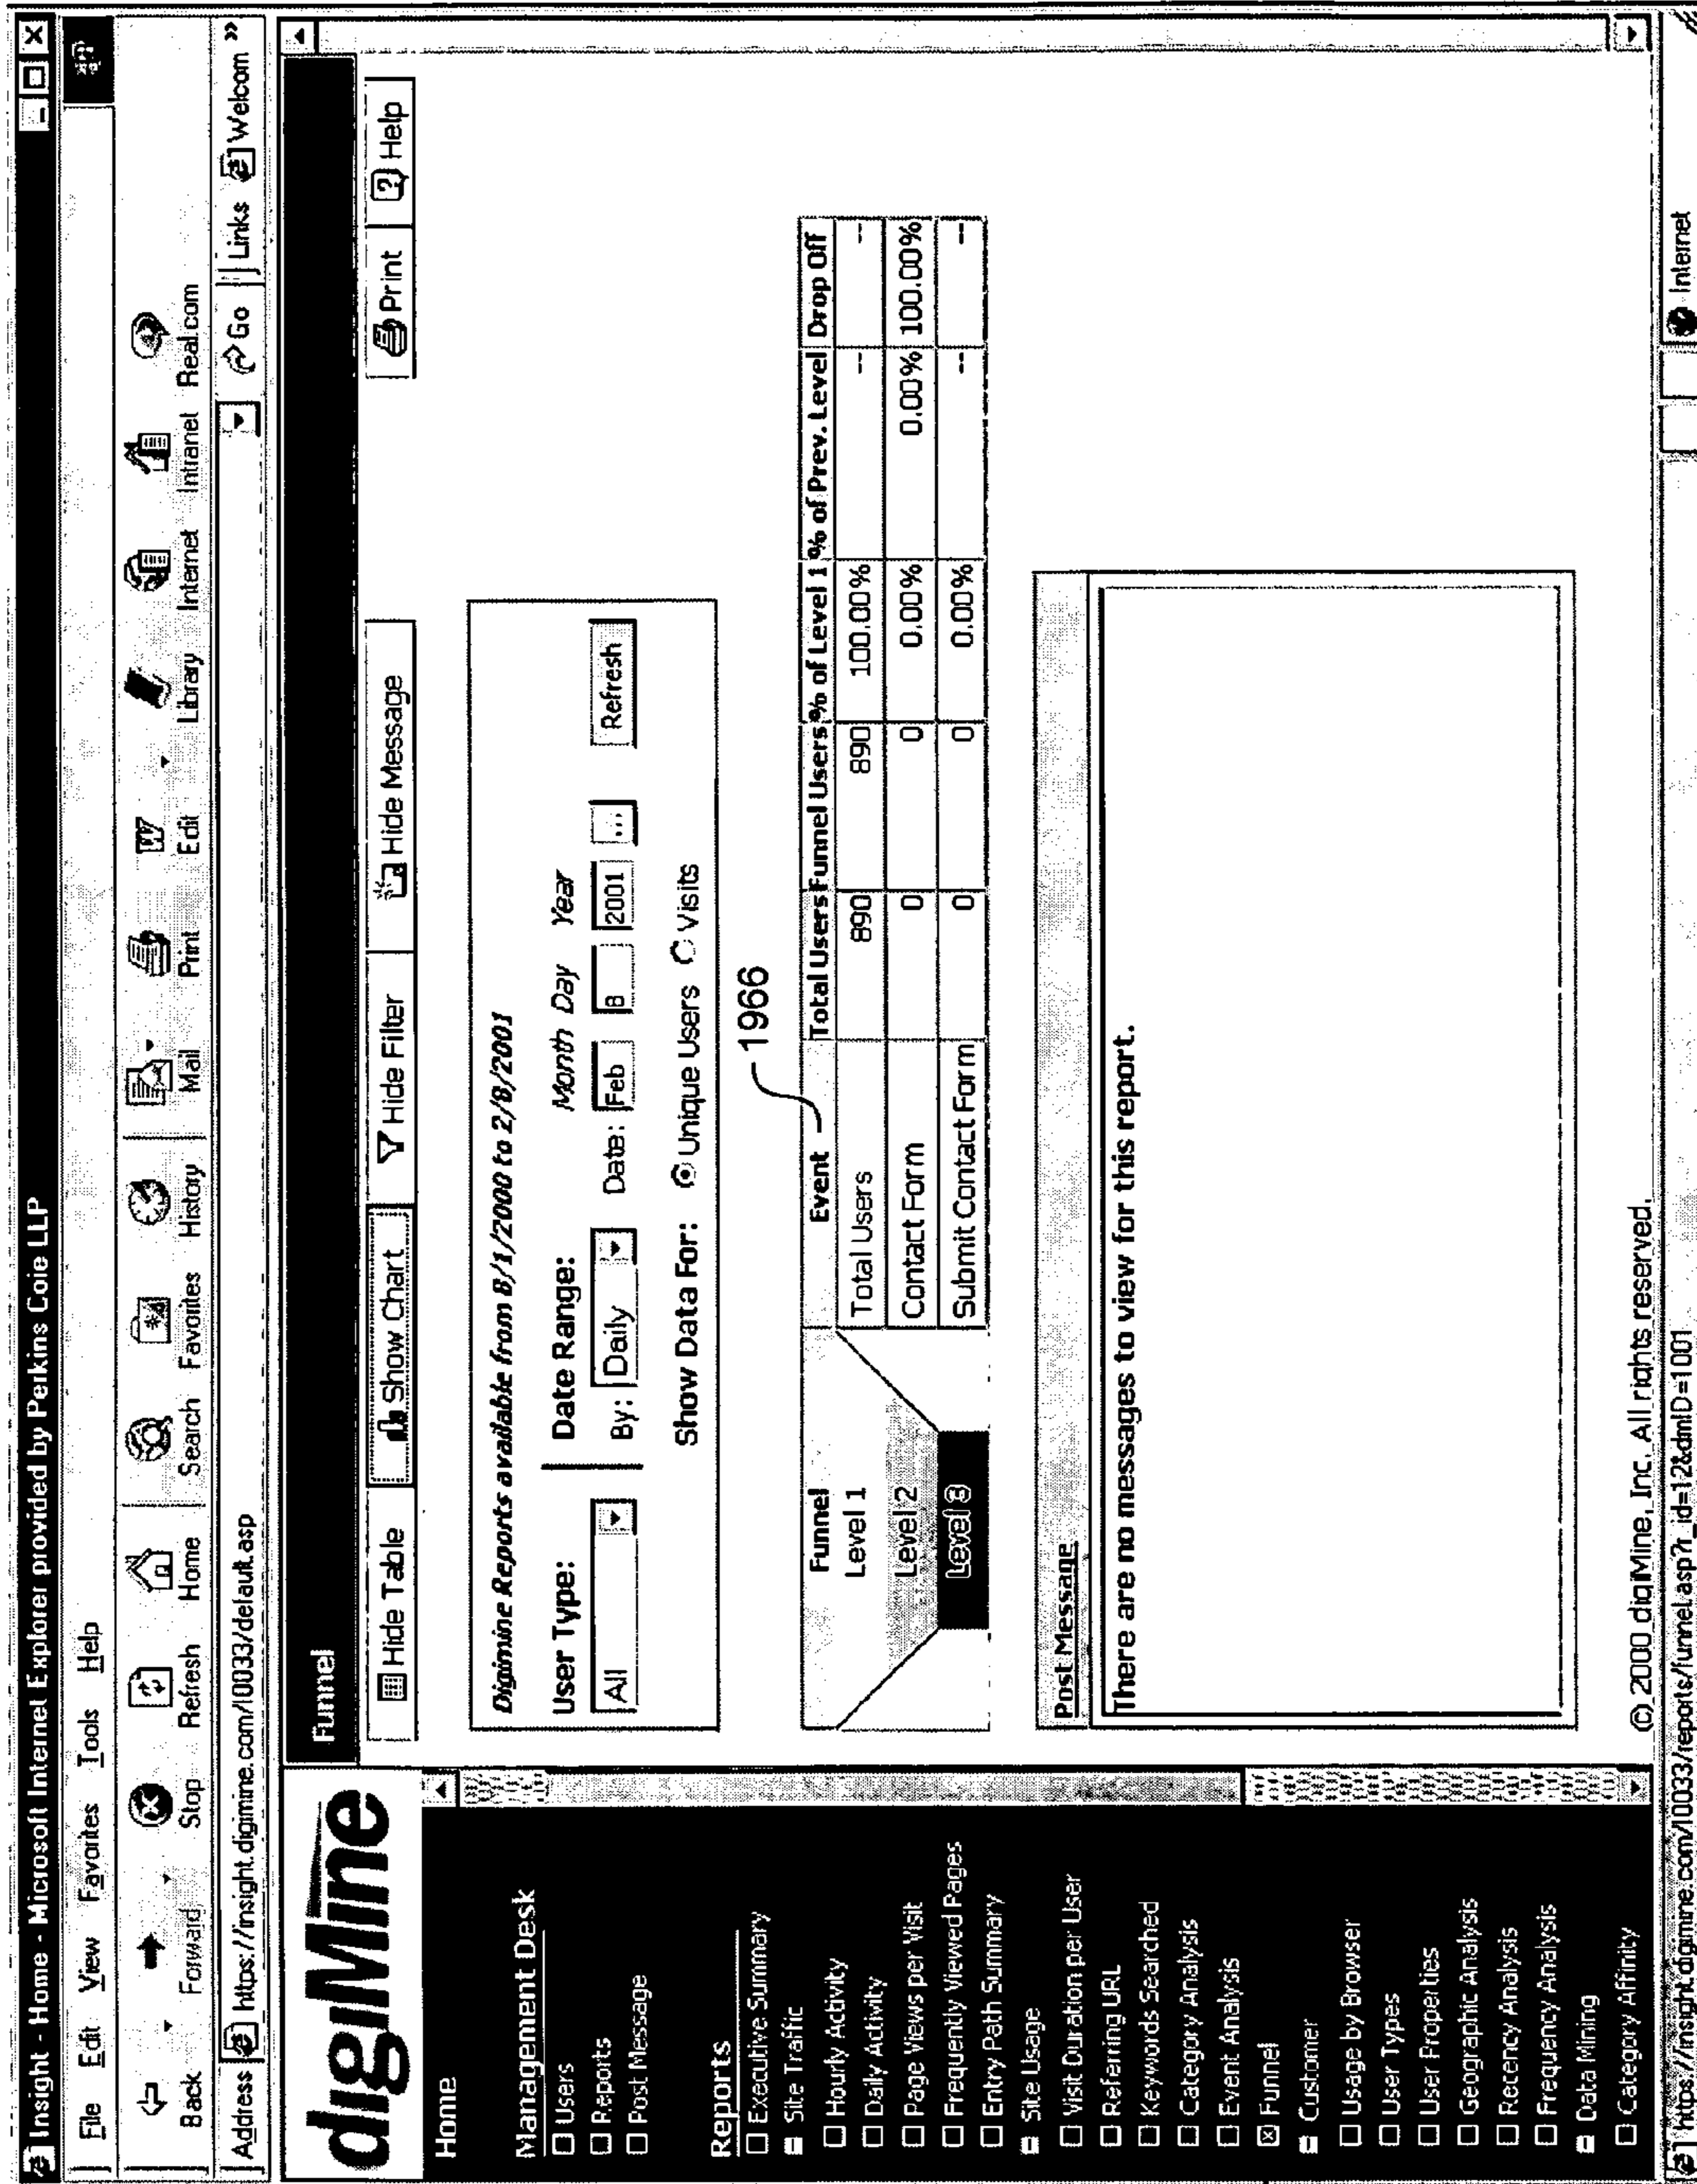 Insight - Home - Microsoft Internet Explorer provided by Perkins Coie LLP
File Edit View Favorites Tools Help
Back Forward Stop Refresh Home Search Favorites History Mail Print Edit Library Internet Intranet Real.com
Address https://insight.digimine.com/10033/default.asp Go Links Welcom »
digiMine
Home
Management Desk
Users
Reports
Post Message
Reports
Executive Summary
Site Traffic
Hourly Activity
Daily Activity
Page Views per Visit
Frequently Viewed Pages
Entry Path Summary
Site Usage
Visit Duration per User
Referring URL
Keywords Searched
Category Analysis
Event Analysis
Funnel
Customer
Usage by Browser
User Types
User Properties
Geographic Analysis
Recency Analysis
Frequency Analysis
Data Mining
Category Affinity
Funnel
Hide Table Show Chart Hide Filter Hide Message Print Help
Digimine Reports available from 8/1/2000 to 2/8/2001
User Type: Date Range: Month Day Year
All By: Daily Date: Feb 8 2001 ... Refresh
Show Data For: Unique Users Visits
1966
Funnel Event Total Users Funnel Users % of Level 1 % of Prev. Level Drop Off
Level 1 Total Users 890 890 100.00% -- --
Level 2 Contact Form 0 0 0.00% 0.00% 100.00%
Level 3 Submit Contact Form 0 0 0.00% -- --
Post Message
There are no messages to view for this report.
© 2000 digiMine, Inc. All rights reserved.
https://insight.digimine.com/10033/reports/funnel.asp?r_id=12&dmID=1001 Internet